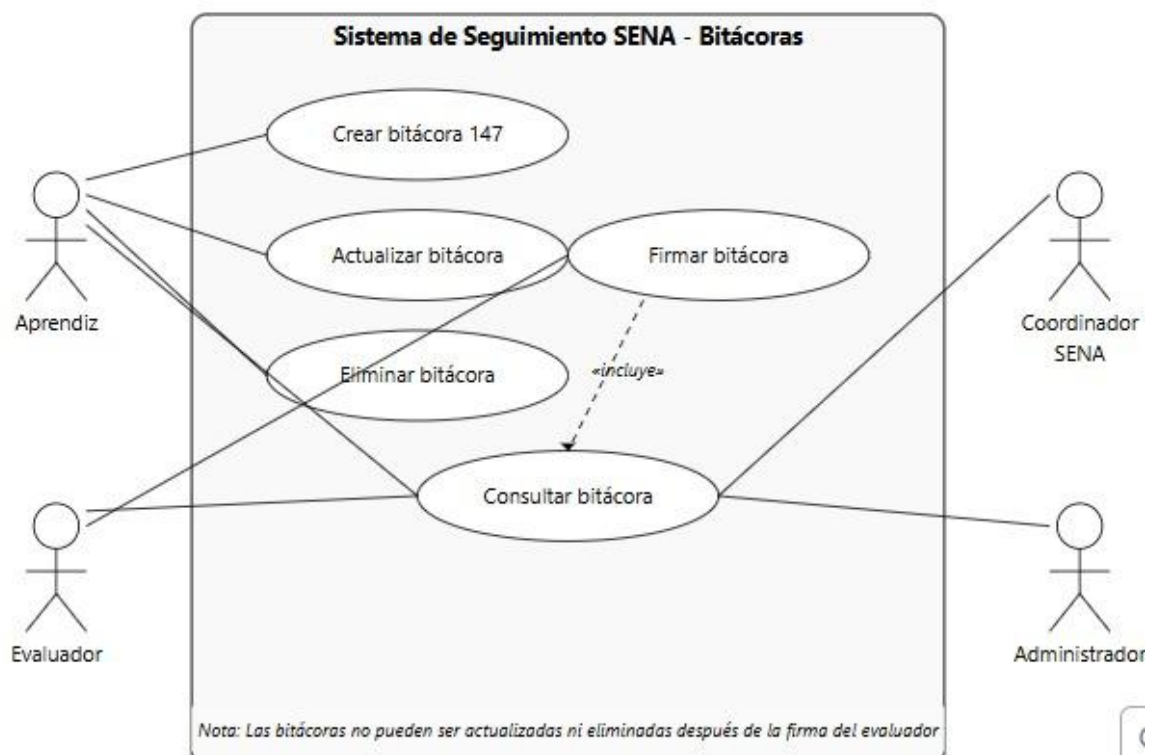 Sistema de Seguimiento SENA - Bitácoras
Crear bitácora 147
Actualizar bitácora
Firmar bitácora
Aprendiz
Coordinador
SENA
Eliminar bitácora
«incluye»
Consultar bitácora
Evaluador
Administrador
Nota: Las bitácoras no pueden ser actualizadas ni eliminadas después de la firma del evaluador